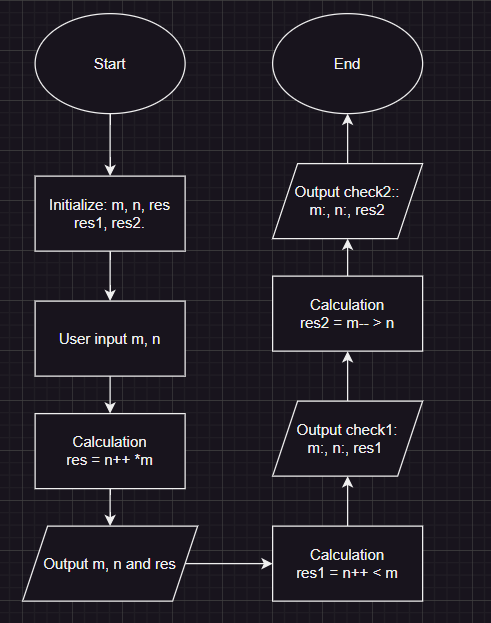 Start
Initialize: m, n, res
res1, res2.
User input m, n
Calculation
res = n++ *m
Output m, n and res
Calculation
res1 = n++ < m
Output check1:
m:, n:, res1
Calculation
res2 = m-- > n
Output check2::
m:, n:, res2
End